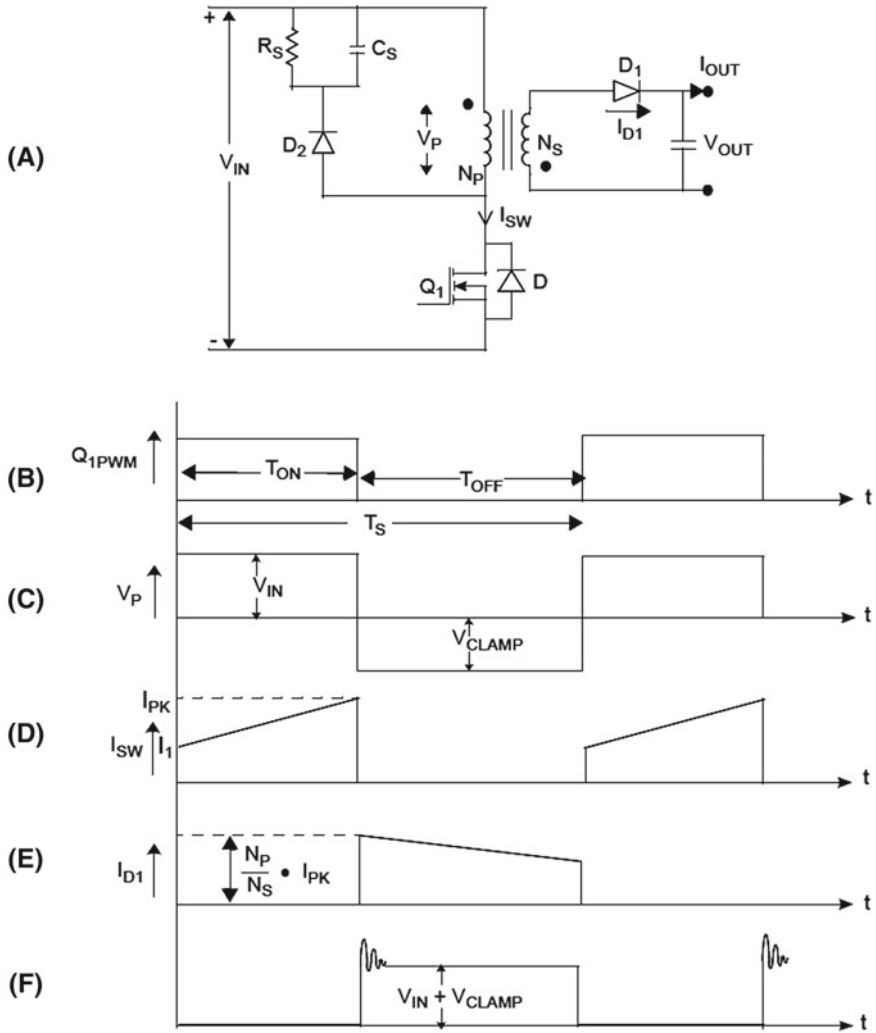 (A)
+
R_S
C_S
D_1
I_OUT
I_D1
V_IN
D_2
V_P
N_P
N_S
V_OUT
I_SW
Q_1
D
-
(B)
Q_1PWM
T_ON
T_OFF
t
T_S
(C)
V_P
V_IN
V_CLAMP
t
(D)
I_PK
I_SW
I_1
t
(E)
I_D1
N_P
N_S
• I_PK
t
(F)
V_IN + V_CLAMP
t